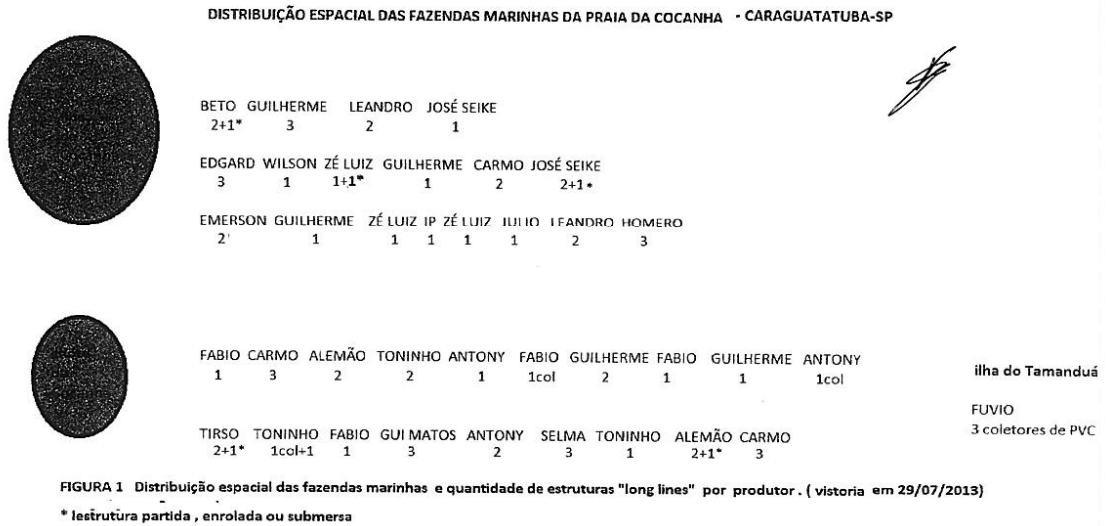 DISTRIBUIÇÃO ESPACIAL DAS FAZENDAS MARINHAS DA PRAIA DA COCANHA - CARAGUATATUBA-SP
BETO GUILHERME LEANDRO JOSÉ SEIKE
2+1* 3 2 1
EDGARD WILSON ZÉ LUIZ GUILHERME CARMO JOSÉ SEIKE
3 1 1+1* 1 2 2+1*
EMERSON GUILHERME ZÉ LUIZ IP ZÉ LUIZ JULIO LEANDRO HOMERO
2' 1 1 1 1 1 2 3
FABIO CARMO ALEMÃO TONINHO ANTONY FABIO GUILHERME FABIO GUILHERME ANTONY
1 3 2 2 1 1col 2 1 1 1col
ilha do Tamanduá
FUVIO
3 coletores de PVC
TIRSO TONINHO FABIO GUI MATOS ANTONY SELMA TONINHO ALEMÃO CARMO
2+1* 1col+1 1 3 2 3 1 2+1* 3
FIGURA 1 Distribuição espacial das fazendas marinhas e quantidade de estruturas "long lines" por produtor . ( vistoria em 29/07/2013)
* lestrutura partida , enrolada ou submersa